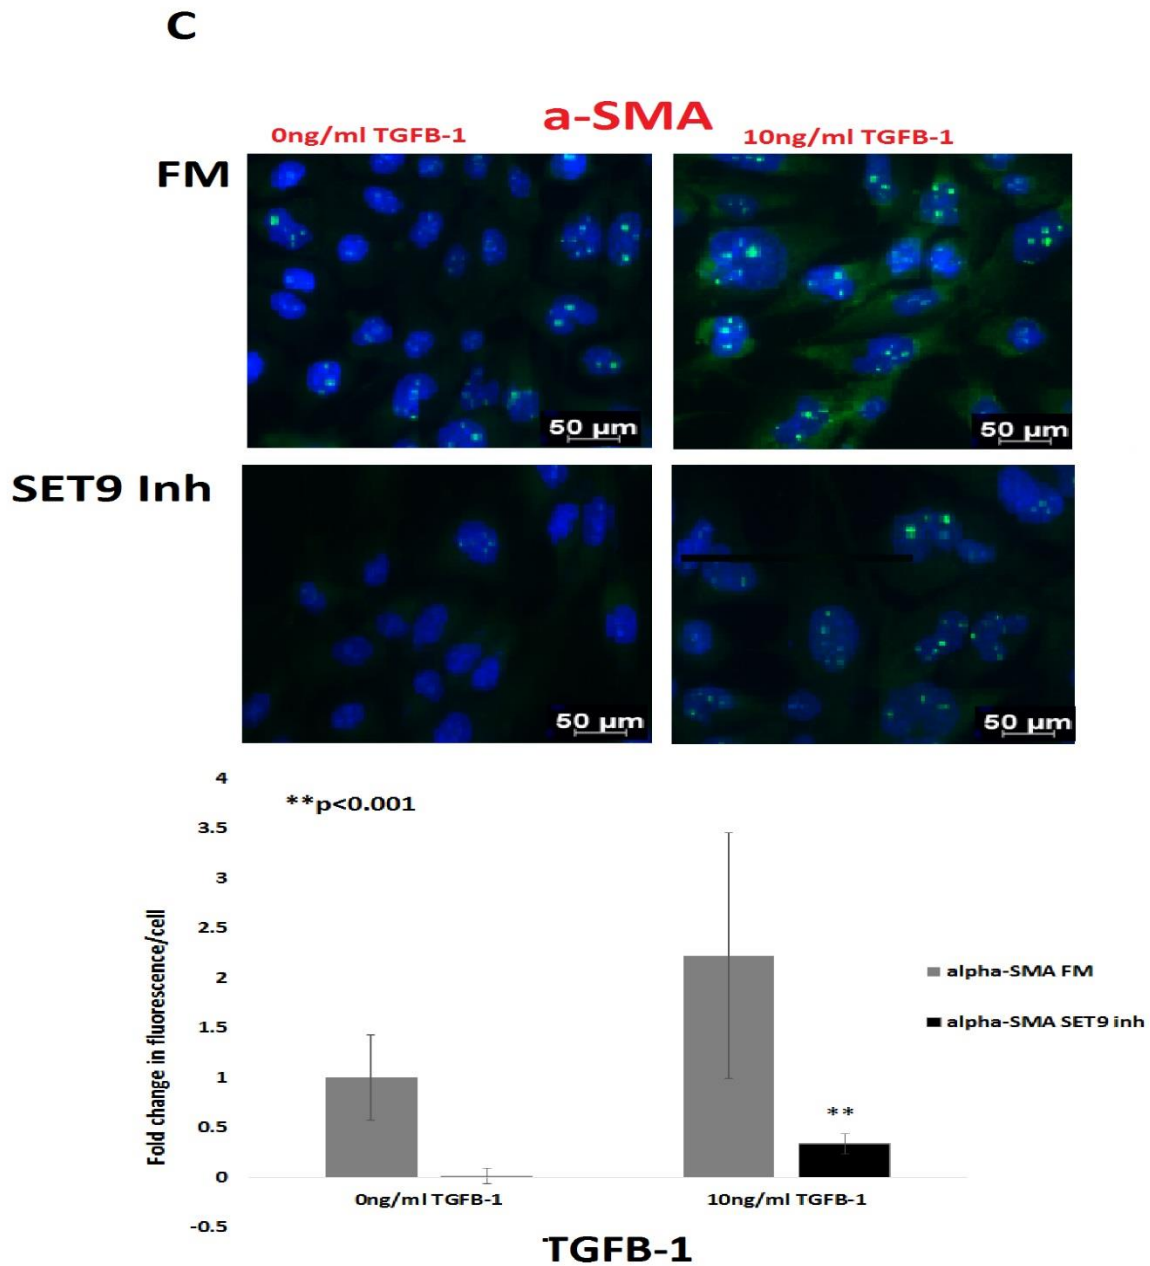 C
a-SMA
0ng/ml TGFB-1
10ng/ml TGFB-1
FM
50 µm
50 µm
SET9 Inh
50 µm
50 µm
4
**p<0.001
3.5
3
2.5
2
1.5
1
0.5
0
-0.5
Fold change in fluorescence/cell
alpha-SMA FM
alpha-SMA SET9 inh
**
0ng/ml TGFB-1
10ng/ml TGFB-1
TGFB-1